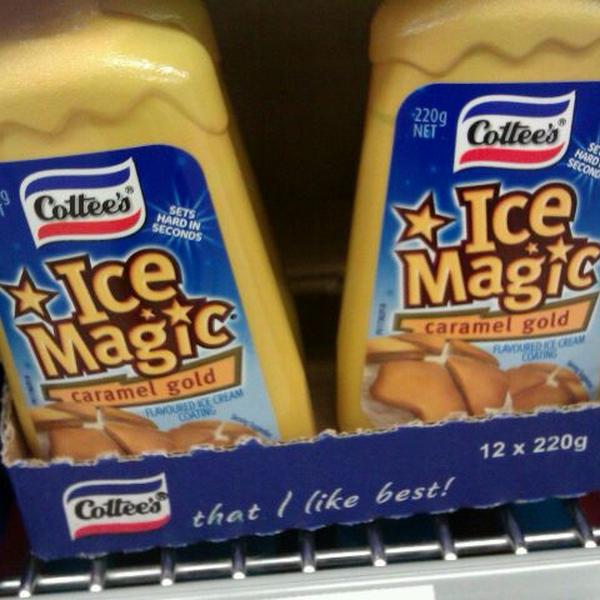 Cottee's®
SETS
HARD IN
SECONDS
Ice
Magic
caramel gold
FLAVOURED ICE CREAM
COATING
220g
NET
Cottee's®
Ice
Magic
caramel gold
FLAVOURED ICE CREAM
COATING
12 x 220g
Cottee's®
that I like best!